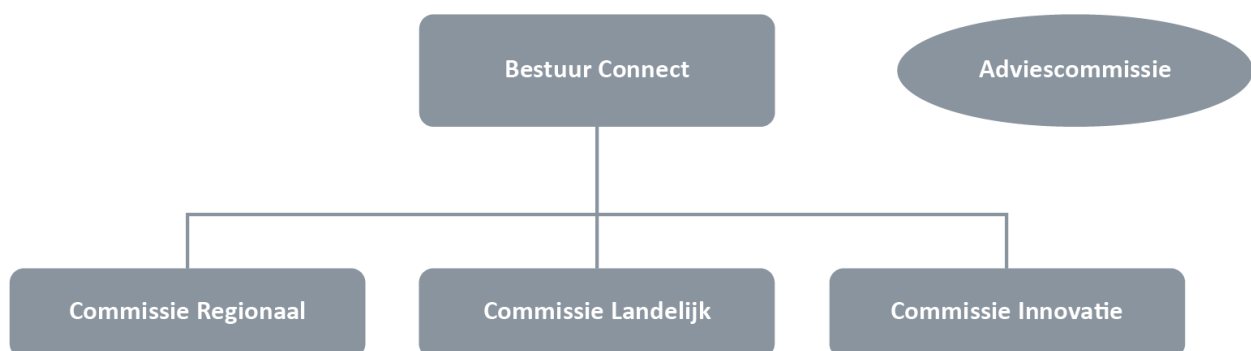 Bestuur Connect
Adviescommissie
Commissie Regionaal
Commissie Landelijk
Commissie Innovatie